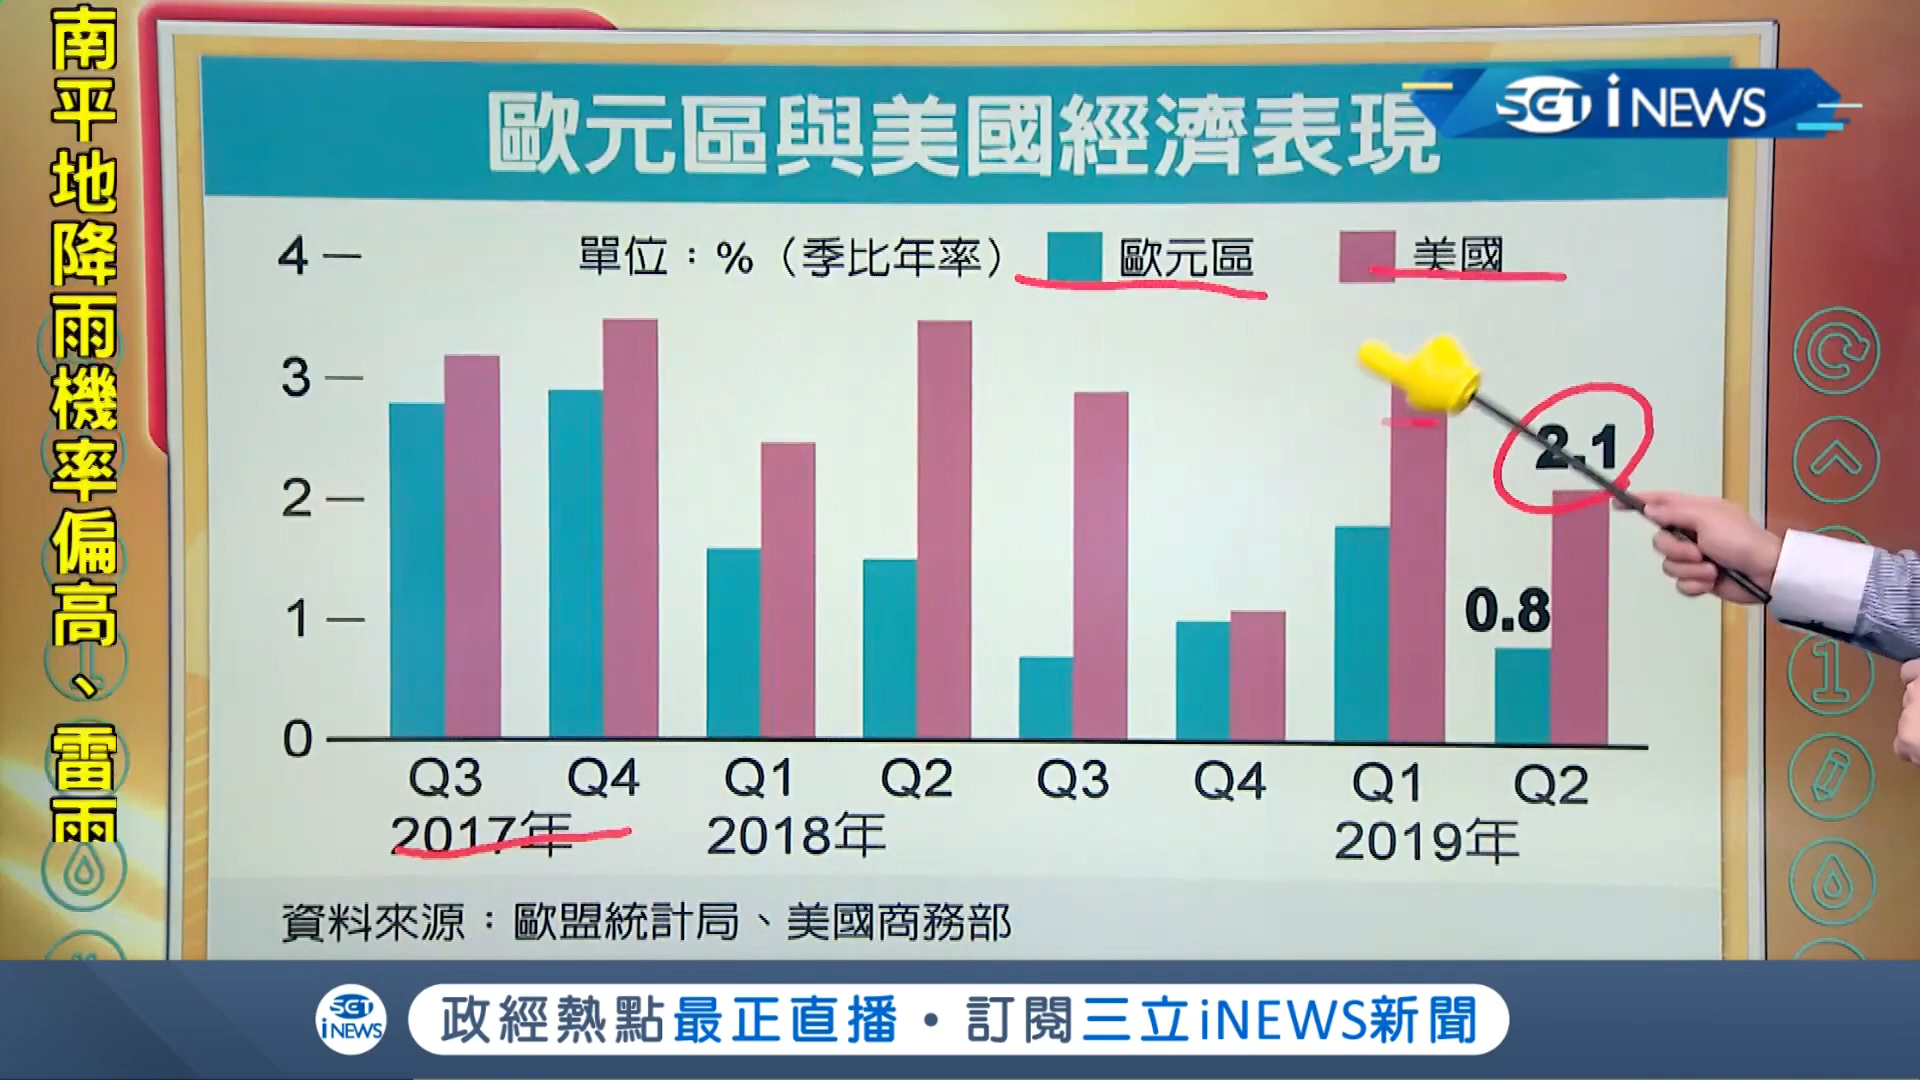 南平地降雨機率偏高、雷雨
歐元區與美國經濟表現
SET iNEWS
單位：%（季比年率） 歐元區 美國
4
3
2
1
0
2.1
0.8
Q3 Q4 Q1 Q2 Q3 Q4 Q1 Q2
2017年 2018年 2019年
資料來源：歐盟統計局、美國商務部
SET iNEWS
政經熱點最正直播・訂閱三立iNEWS新聞